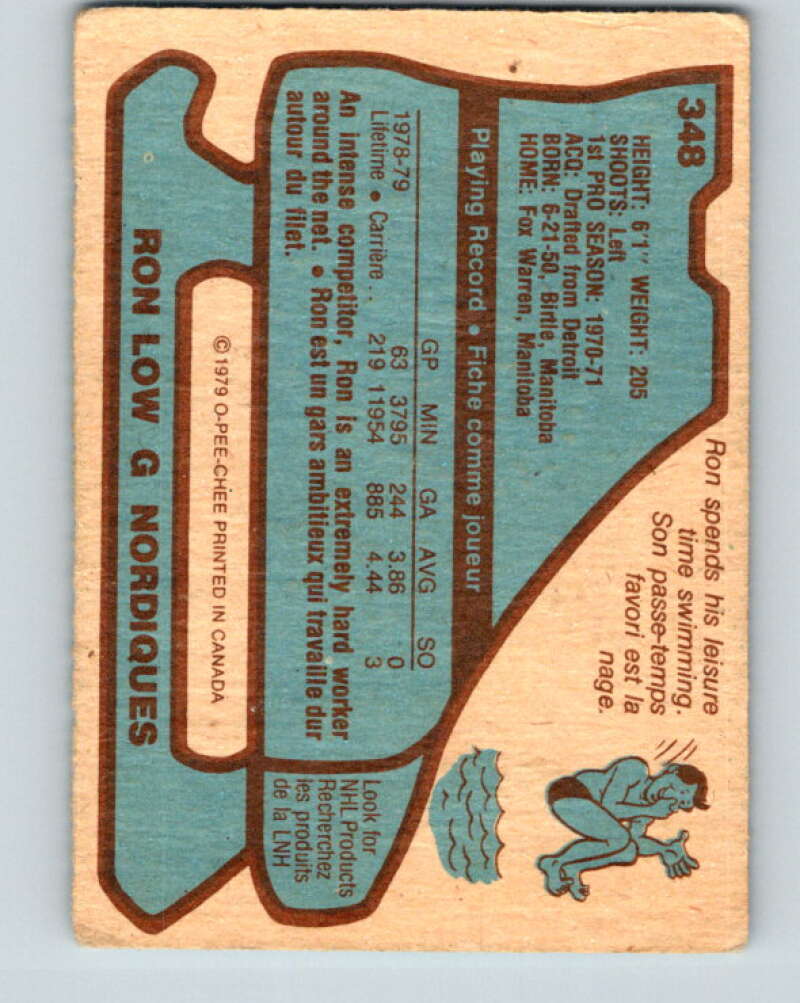 348
HEIGHT: 6'1" WEIGHT: 205
SHOOTS: Left
1st PRO SEASON: 1970-71
ACQ: Drafted from Detroit
BORN: 6-21-50, Birtle, Manitoba
HOME: Fox Warren, Manitoba
Ron spends his leisure
time swimming.
Son passe-temps
favori est la
nage.
Playing Record • Fiche comme joueur
GP MIN GA AVG SO
1978-79 63 3795 244 3.86 0
Lifetime • Carrière .. 219 11954 885 4.44 3
An intense competitor, Ron is an extremely hard worker
around the net. • Ron est un gars ambitieux qui travaille dur
autour du filet.
Look for
NHL Products
Recherchez
les produits
de la LNH
©1979 O-PEE-CHEE PRINTED IN CANADA
RON LOW G NORDIQUES